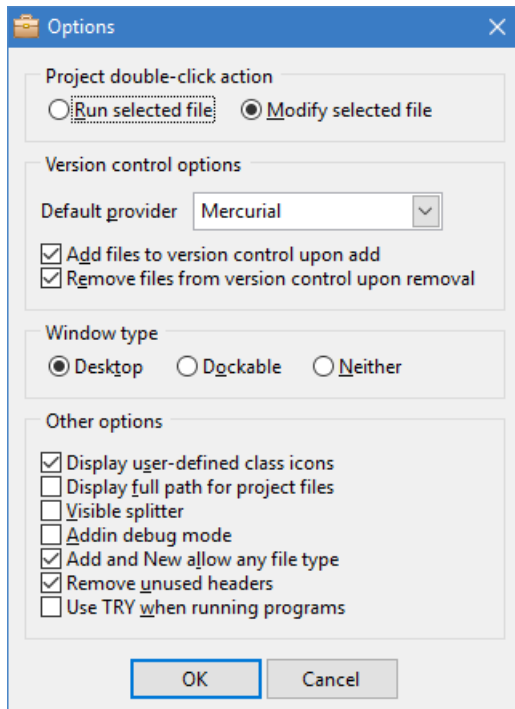 Options
Project double-click action
Run selected file Modify selected file
Version control options
Default provider Mercurial
Add files to version control upon add
Remove files from version control upon removal
Window type
Desktop Dockable Neither
Other options
Display user-defined class icons
Display full path for project files
Visible splitter
Addin debug mode
Add and New allow any file type
Remove unused headers
Use TRY when running programs
OK Cancel